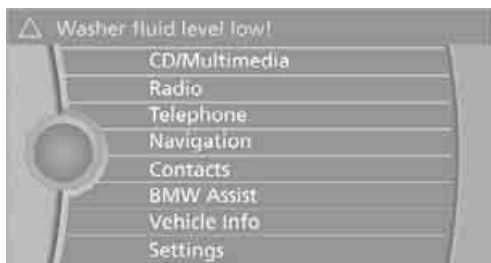 Washer fluid level low!
CD/Multimedia
Radio
Telephone
Navigation
Contacts
BMW Assist
Vehicle Info
Settings